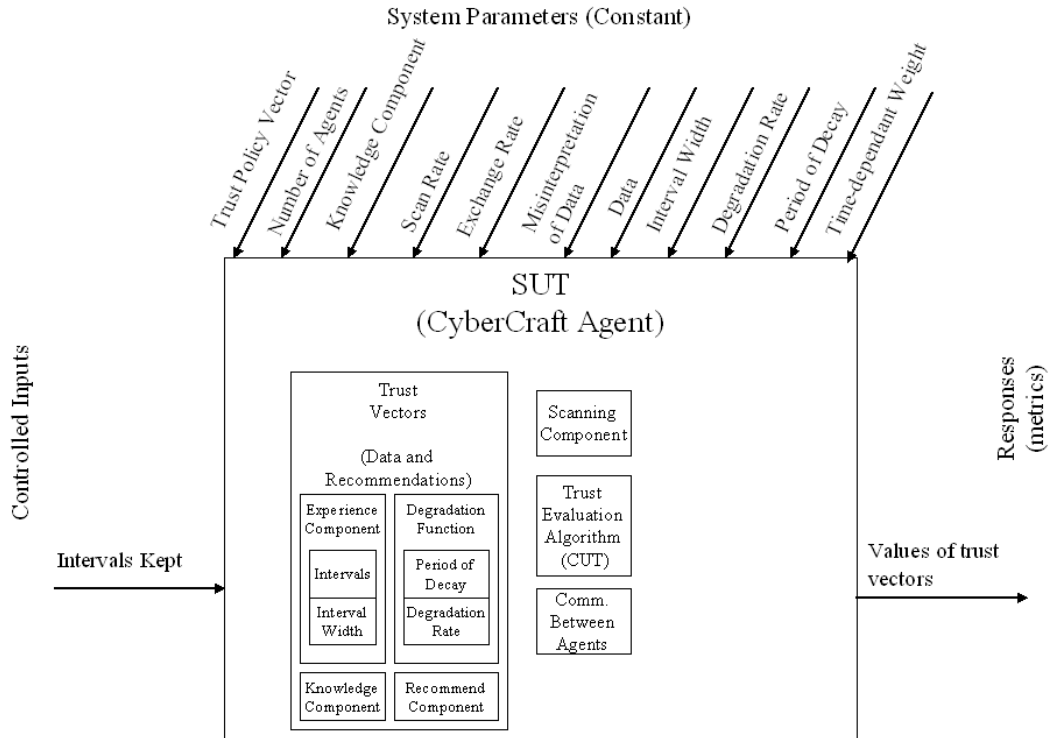 System Parameters (Constant)
Trust Policy Vector
Number of Agents
Knowledge Component
Scan Rate
Exchange Rate
Misinterpretation
of Data
Data
Interval Width
Degradation Rate
Period of Decay
Time-dependant Weight
SUT
(CyberCraft Agent)
Controlled Inputs
Intervals Kept
Trust
Vectors
(Data and
Recommendations)
Experience
Component
Intervals
Interval
Width
Degradation
Function
Period of
Decay
Degradation
Rate
Knowledge
Component
Recommend
Component
Scanning
Component
Trust
Evaluation
Algorithm
(CUT)
Comm.
Between
Agents
Responses
(metrics)
Values of trust
vectors